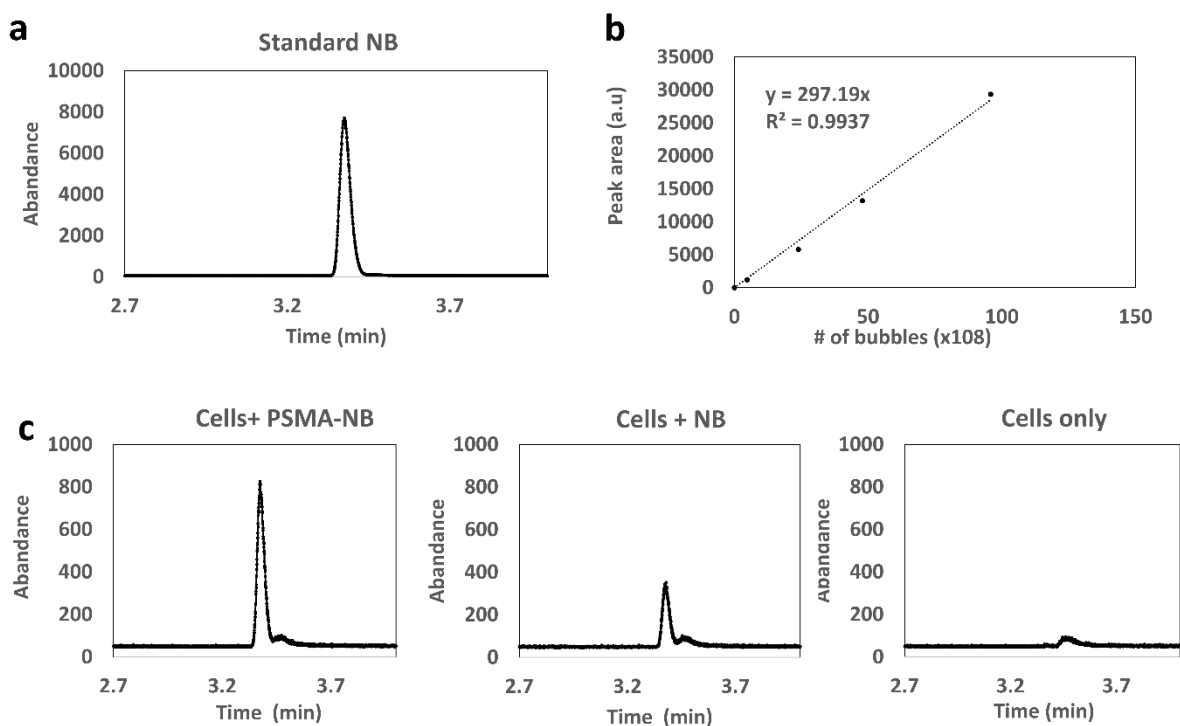 a
Standard NB
10000
8000
6000
4000
2000
0
Abandance
2.7
3.2
3.7
Time (min)
b
35000
30000
25000
20000
15000
10000
5000
0
Peak area (a.u)
y = 297.19x
R² = 0.9937
0
50
100
150
# of bubbles (x108)
c
Cells+ PSMA-NB
1000
800
600
400
200
0
Abandance
2.7
3.2
3.7
Time (min)
Cells + NB
1000
800
600
400
200
0
Abandance
2.7
3.2
3.7
Time (min)
Cells only
1000
800
600
400
200
0
Abandance
2.7
3.2
3.7
Time (min)